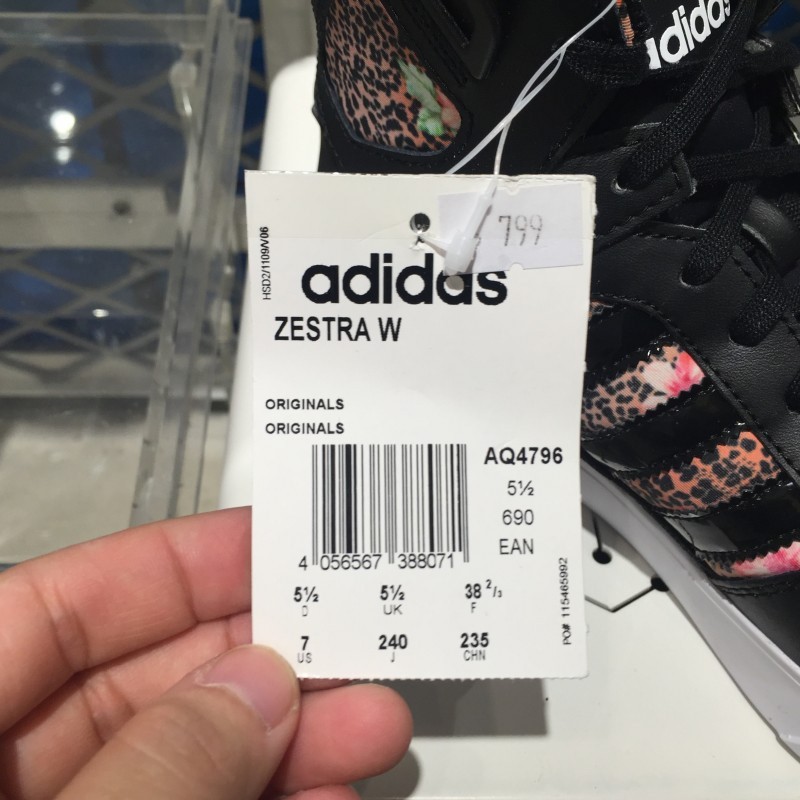 adidas
adidas
799
HSD2/1109/V06
adidas
ZESTRA W
ORIGINALS
ORIGINALS
AQ4796
5½
690
EAN
4 056567 388071
5½ 5½ 38 2/3
D UK F
7 240 235
US J CHN
PO# 115465992